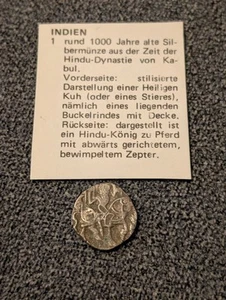 INDIEN
1 rund 1000 Jahre alte Sil-
bermünze aus der Zeit der
Hindu-Dynastie von Ka-
bul.
Vorderseite: stilisierte
Darstellung einer Heiligen
Kuh (oder eines Stieres),
nämlich eines liegenden
Buckelrindes mit Decke.
Rückseite: dargestellt ist
ein Hindu-König zu Pferd
mit abwärts gerichtetem,
bewimpeltem Zepter.